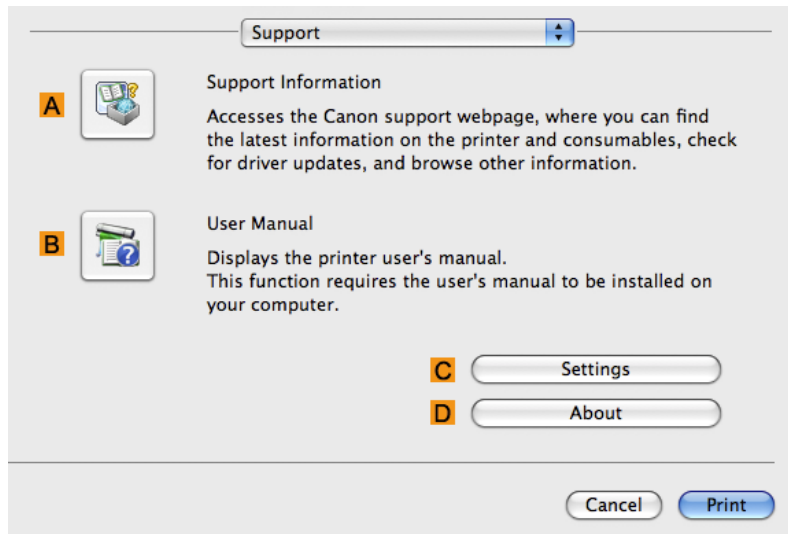 Support
A
Support Information
Accesses the Canon support webpage, where you can find
the latest information on the printer and consumables, check
for driver updates, and browse other information.
B
User Manual
Displays the printer user's manual.
This function requires the user's manual to be installed on
your computer.
C Settings
D About
Cancel Print